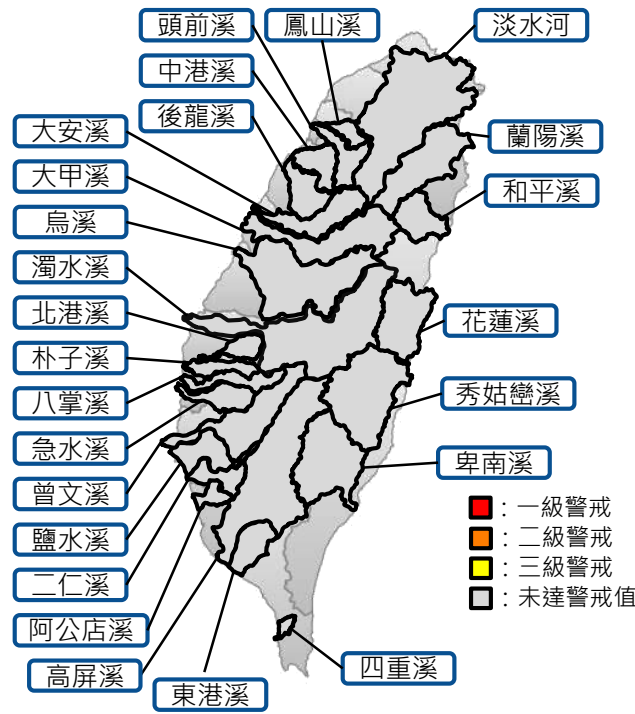 頭前溪
鳳山溪
淡水河
中港溪
後龍溪
大安溪
蘭陽溪
大甲溪
和平溪
烏溪
濁水溪
北港溪
花蓮溪
朴子溪
八掌溪
秀姑巒溪
急水溪
卑南溪
曾文溪
鹽水溪
二仁溪
阿公店溪
高屏溪
東港溪
四重溪
：一級警戒
：二級警戒
：三級警戒
：未達警戒值